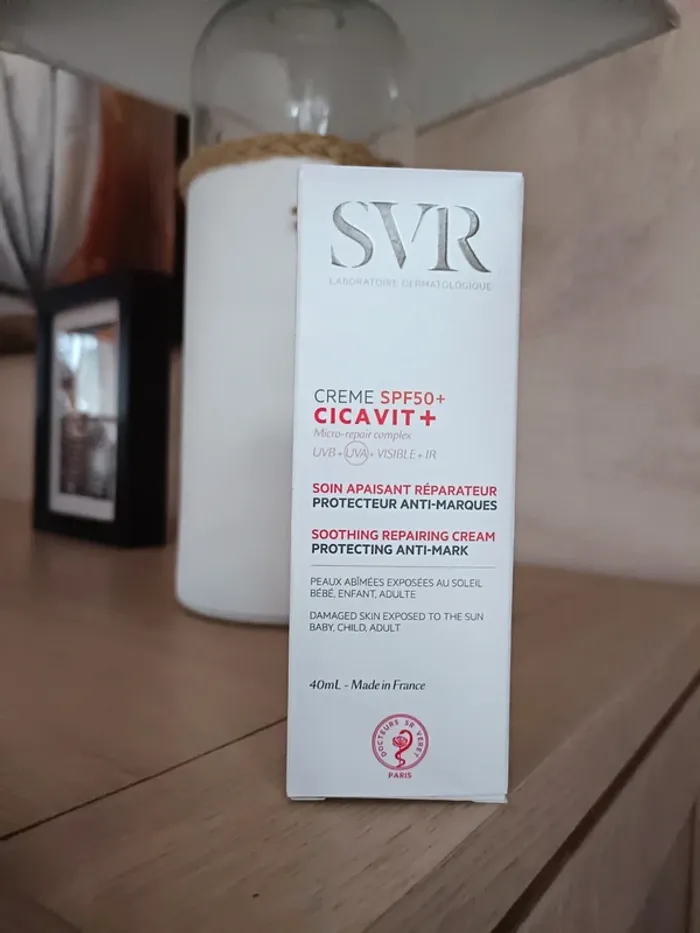 SVR
LABORATOIRE DERMATOLOGIQUE
CREME SPF50+
CICAVIT+
Micro-repair complex
UVB + UVA + VISIBLE + IR
SOIN APAISANT RÉPARATEUR
PROTECTEUR ANTI-MARQUES
SOOTHING REPAIRING CREAM
PROTECTING ANTI-MARK
PEAUX ABÎMÉES EXPOSÉES AU SOLEIL
BÉBÉ, ENFANT, ADULTE
DAMAGED SKIN EXPOSED TO THE SUN
BABY, CHILD, ADULT
40mL - Made in France
DOCTEURS SR VERET
PARIS